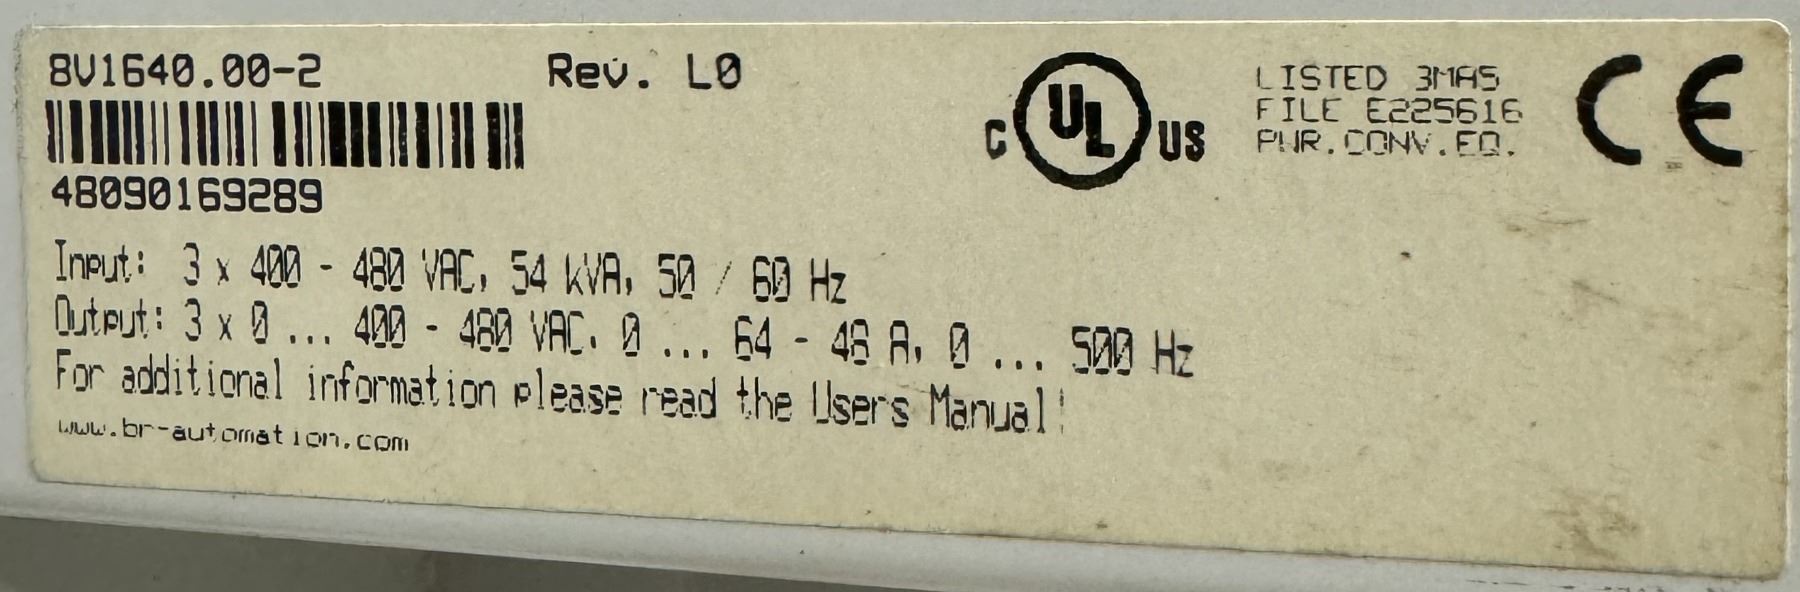 8V1640.00-2 Rev. L0
48090169289
C UL US
LISTED 3MA5
FILE E225616
PWR.CONV.EQ.
CE
Input: 3 x 400 - 480 VAC, 54 kVA, 50 / 60 Hz
Output: 3 x 0 ... 400 - 480 VAC, 0 ... 64 - 48 A, 0 ... 500 Hz
For additional information please read the Users Manual!
www.br-automation.com